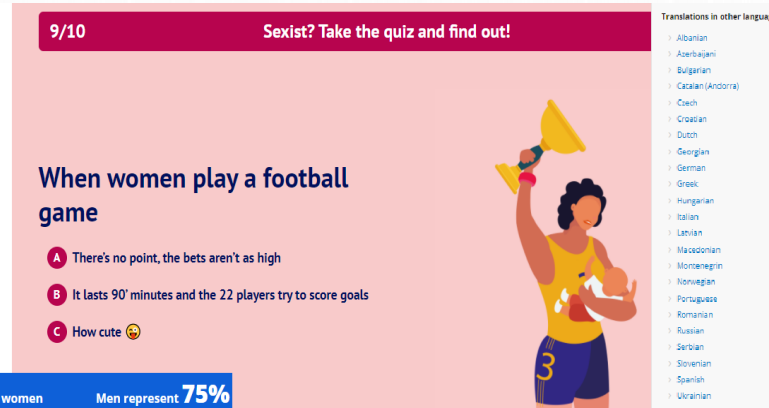 9/10
Sexist? Take the quiz and find out!
When women play a football
game
A There's no point, the bets aren't as high
B It lasts 90' minutes and the 22 players try to score goals
C How cute 😜
3
women
Men represent 75%
Translations in other
Albanian
Azerbaijani
Bulgarian
Catalan (Andorra)
Czech
Croatian
Dutch
Georgian
German
Greek
Hungarian
Italian
Latvian
Macedonian
Montenegrin
Norwegian
Portuguese
Romanian
Russian
Serbian
Slovenian
Spanish
Ukrainian